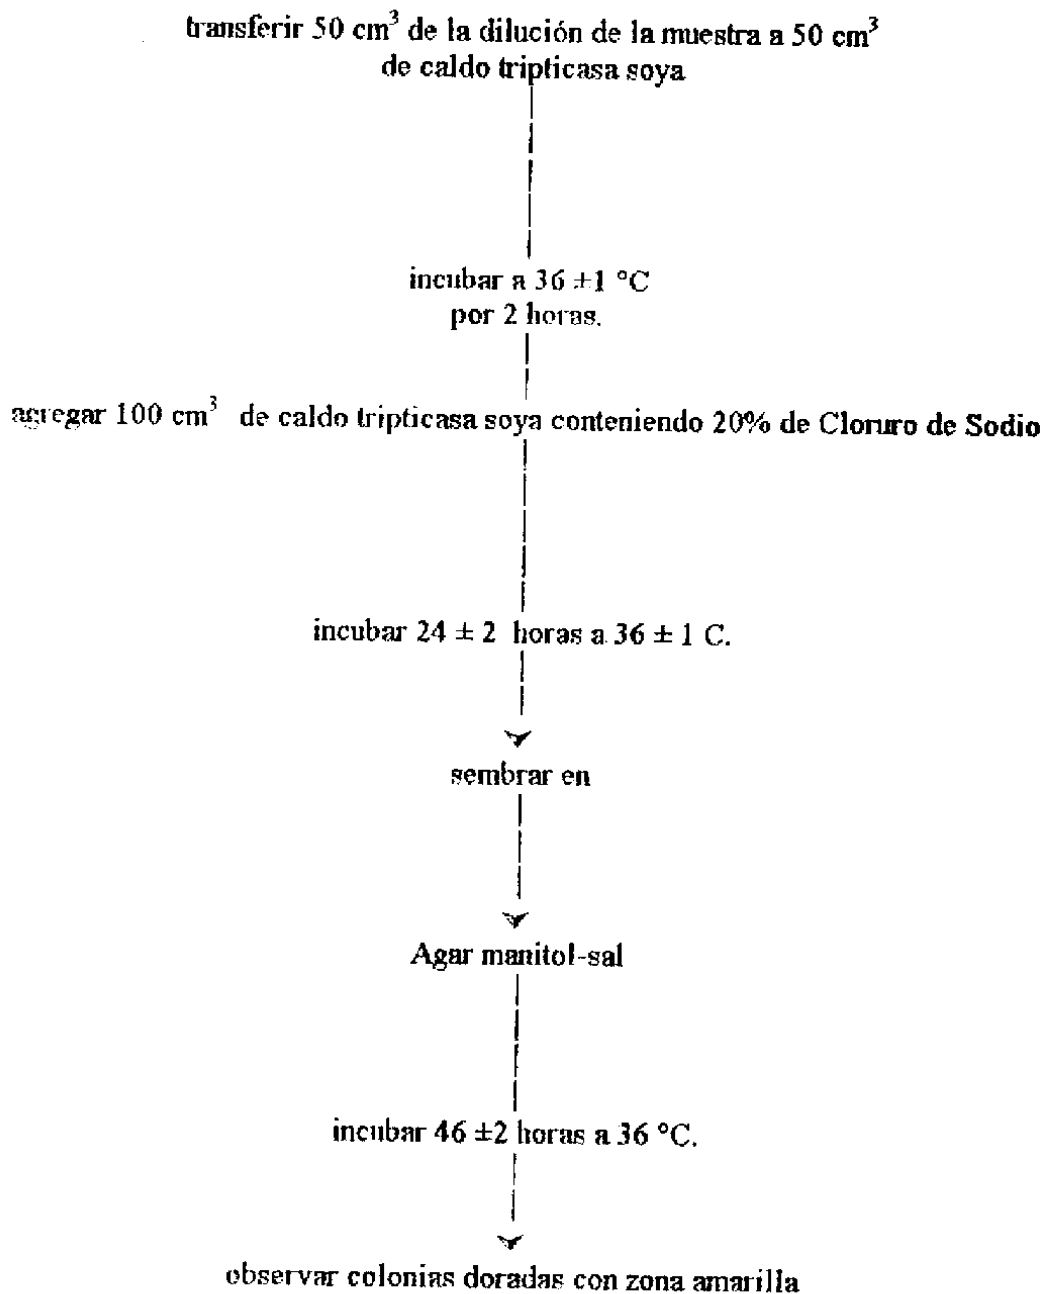 transferir 50 cm³ de la dilución de la muestra a 50 cm³
de caldo tripticasa soya
incubar a 36 ±1 °C
por 2 horas.
agregar 100 cm³ de caldo tripticasa soya conteniendo 20% de Cloruro de Sodio
incubar 24 ± 2 horas a 36 ± 1 C.
sembrar en
Agar manitol-sal
incubar 46 ±2 horas a 36 °C.
observar colonias doradas con zona amarilla